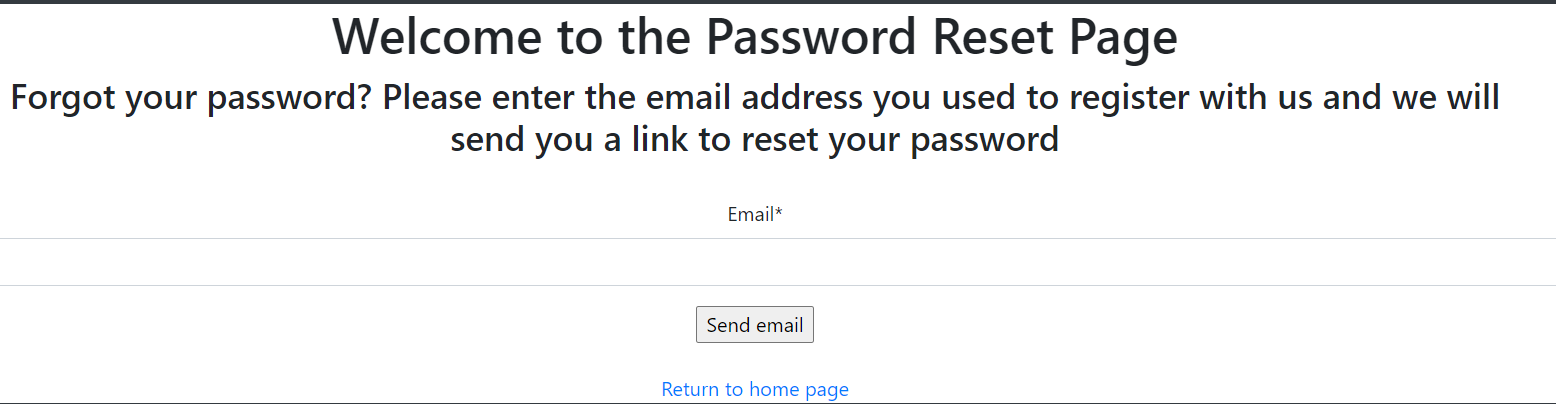 Welcome to the Password Reset Page
Forgot your password? Please enter the email address you used to register with us and we will
send you a link to reset your password
Email*
Send email
Return to home page